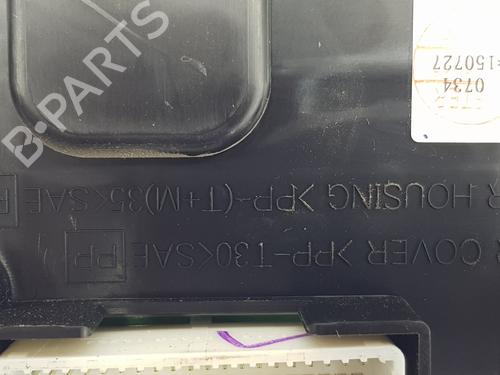 R COVER >PP-T30<SAE PP
R HOUSING >PP-(T+M)35<SAE
*150727
0734
B-PARTS